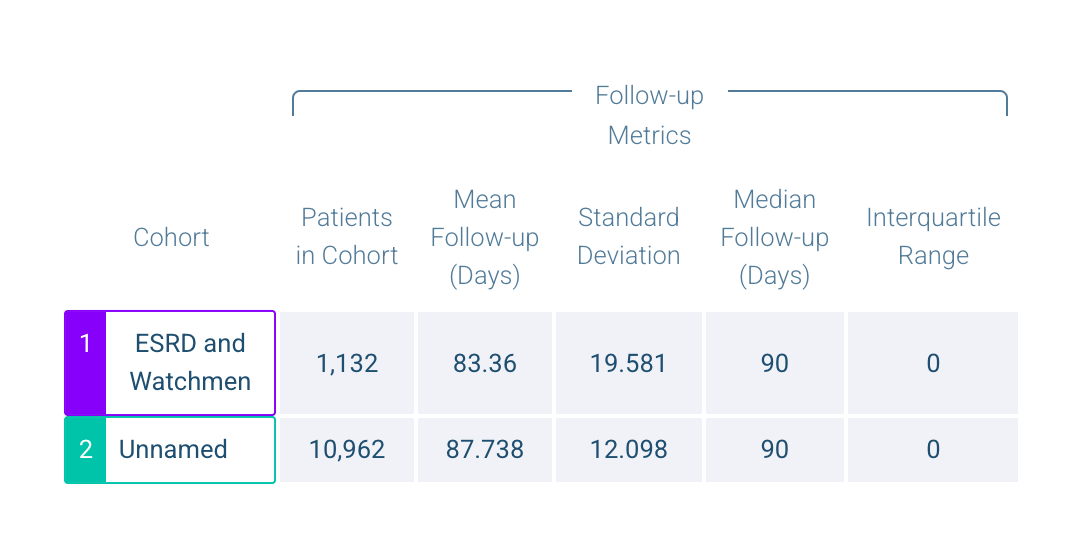 Follow-up
Metrics
Cohort
Patients
in Cohort
Mean
Follow-up
(Days)
Standard
Deviation
Median
Follow-up
(Days)
Interquartile
Range
1
ESRD and
Watchmen
1,132
83.36
19.581
90
0
2
Unnamed
10,962
87.738
12.098
90
0